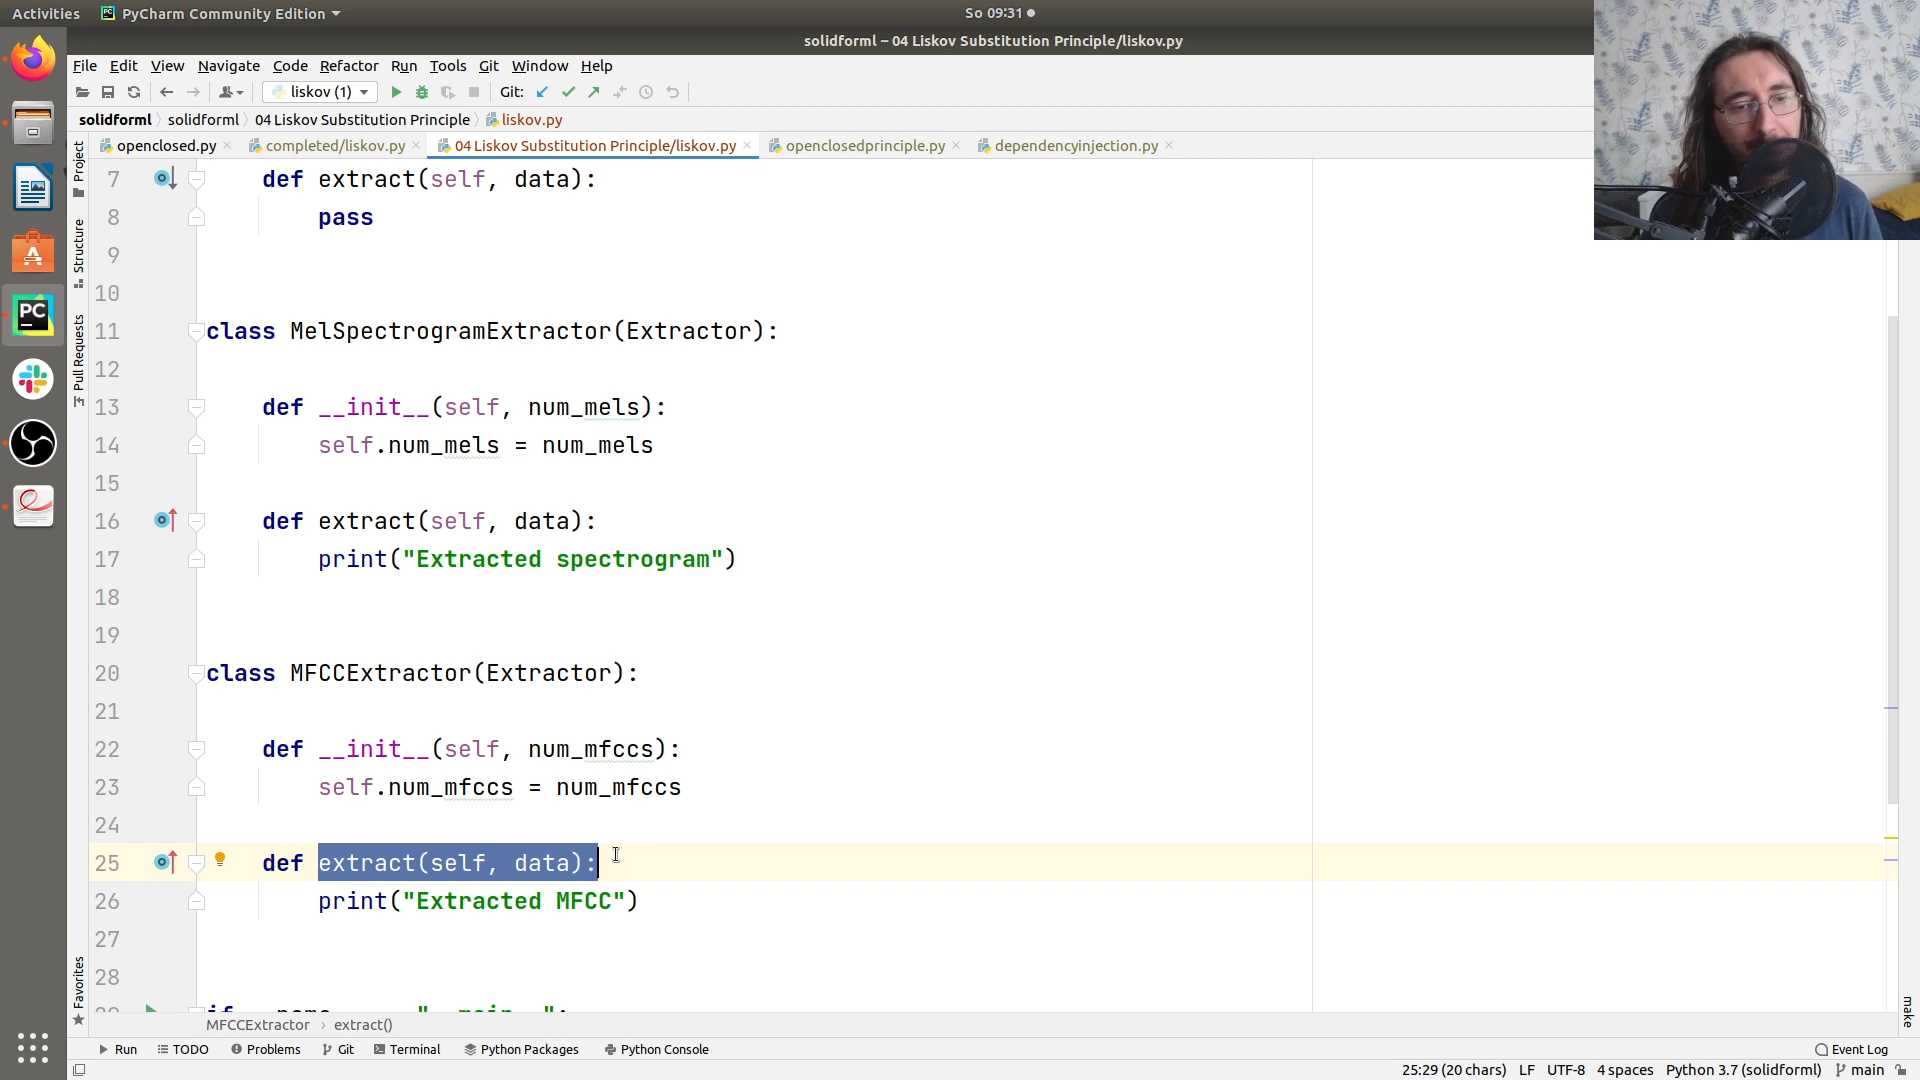 Activities
PyCharm Community Edition
So 09:31
solidforml – 04 Liskov Substitution Principle/liskov.py
File Edit View Navigate Code Refactor Run Tools Git Window Help
liskov (1)
Git:
solidforml solidforml 04 Liskov Substitution Principle liskov.py
openclosed.py completed/liskov.py 04 Liskov Substitution Principle/liskov.py openclosedprinciple.py dependencyinjection.py
Project
Structure
Pull Requests
Favorites
make
7 def extract(self, data):
8 pass
9
10
11 class MelSpectrogramExtractor(Extractor):
12
13 def __init__(self, num_mels):
14 self.num_mels = num_mels
15
16 def extract(self, data):
17 print("Extracted spectrogram")
18
19
20 class MFCCExtractor(Extractor):
21
22 def __init__(self, num_mfccs):
23 self.num_mfccs = num_mfccs
24
25 def extract(self, data):
26 print("Extracted MFCC")
27
28
MFCCExtractor › extract()
Run TODO Problems Git Terminal Python Packages Python Console Event Log
25:29 (20 chars) LF UTF-8 4 spaces Python 3.7 (solidforml) main